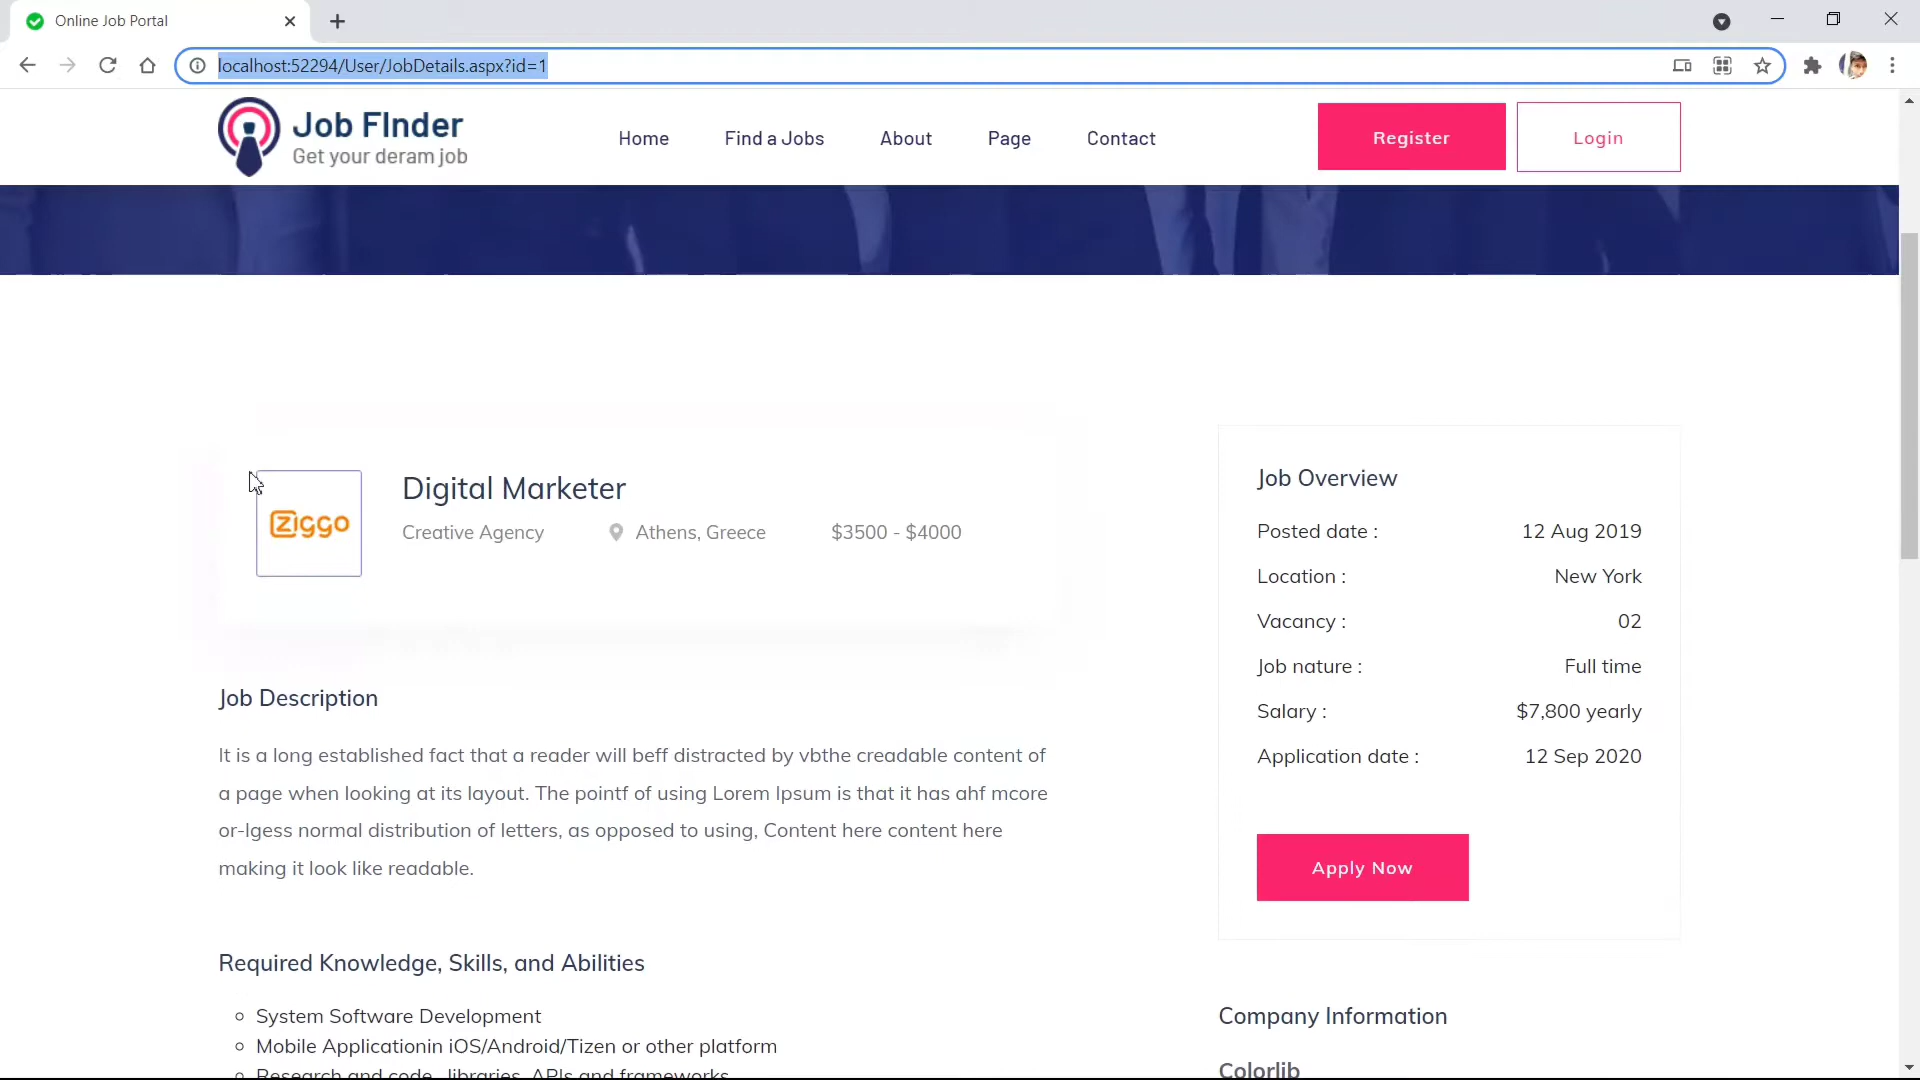 Online Job Portal
localhost:52294/User/JobDetails.aspx?id=1
Job FInder
Get your deram job
Home
Find a Jobs
About
Page
Contact
Register
Login
ziggo
Digital Marketer
Creative Agency
Athens, Greece
$3500 - $4000
Job Description
It is a long established fact that a reader will beff distracted by vbthe creadable content of
a page when looking at its layout. The pointf of using Lorem Ipsum is that it has ahf mcore
or-lgess normal distribution of letters, as opposed to using, Content here content here
making it look like readable.
Required Knowledge, Skills, and Abilities
System Software Development
Mobile Applicationin iOS/Android/Tizen or other platform
Research and code , libraries, APIs and frameworks
Job Overview
Posted date : 12 Aug 2019
Location : New York
Vacancy : 02
Job nature : Full time
Salary : $7,800 yearly
Application date : 12 Sep 2020
Apply Now
Company Information
Colorlib